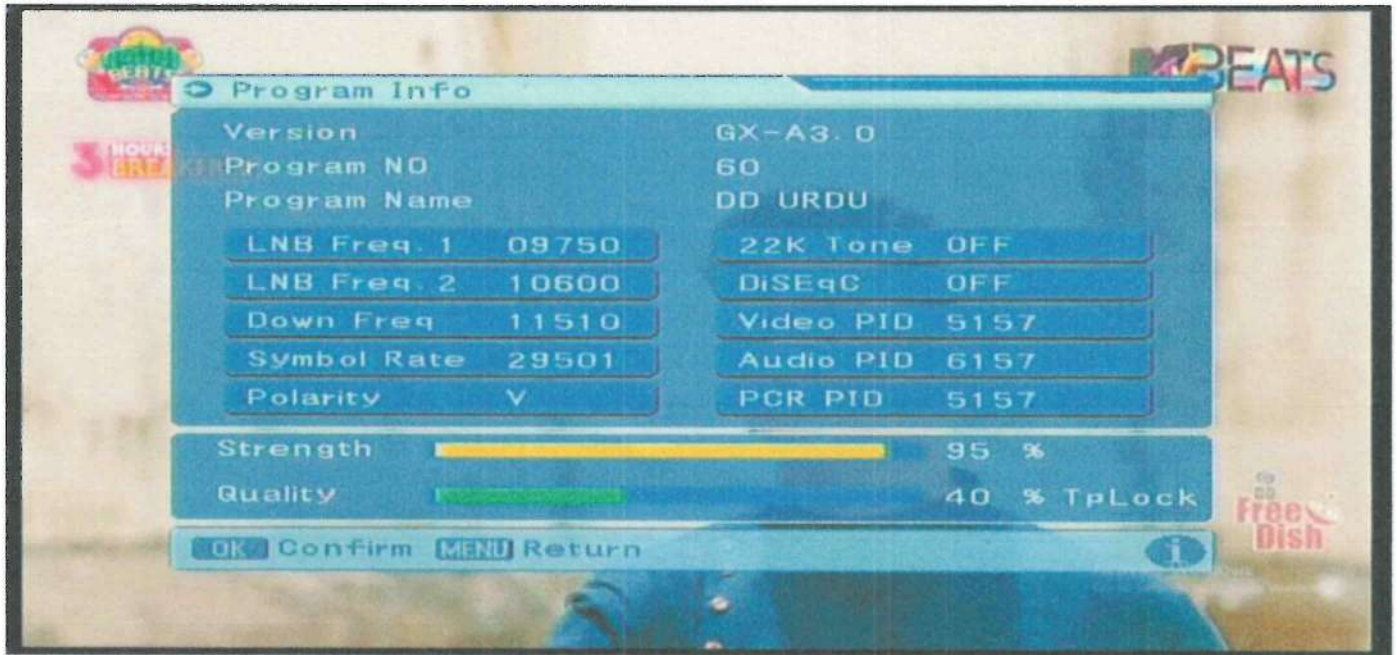 BEATS
BEATS
Program Info
Version GX-A3.0
Program NO 60
Program Name DD URDU
LNB Freq. 1 09750 22K Tone OFF
LNB Freq. 2 10600 DiSEqC OFF
Down Freq 11510 Video PID 5157
Symbol Rate 29501 Audio PID 6157
Polarity V PCR PID 5157
Strength 95 %
Quality 40 % TpLock
Free
Dish
OK Confirm MENU Return